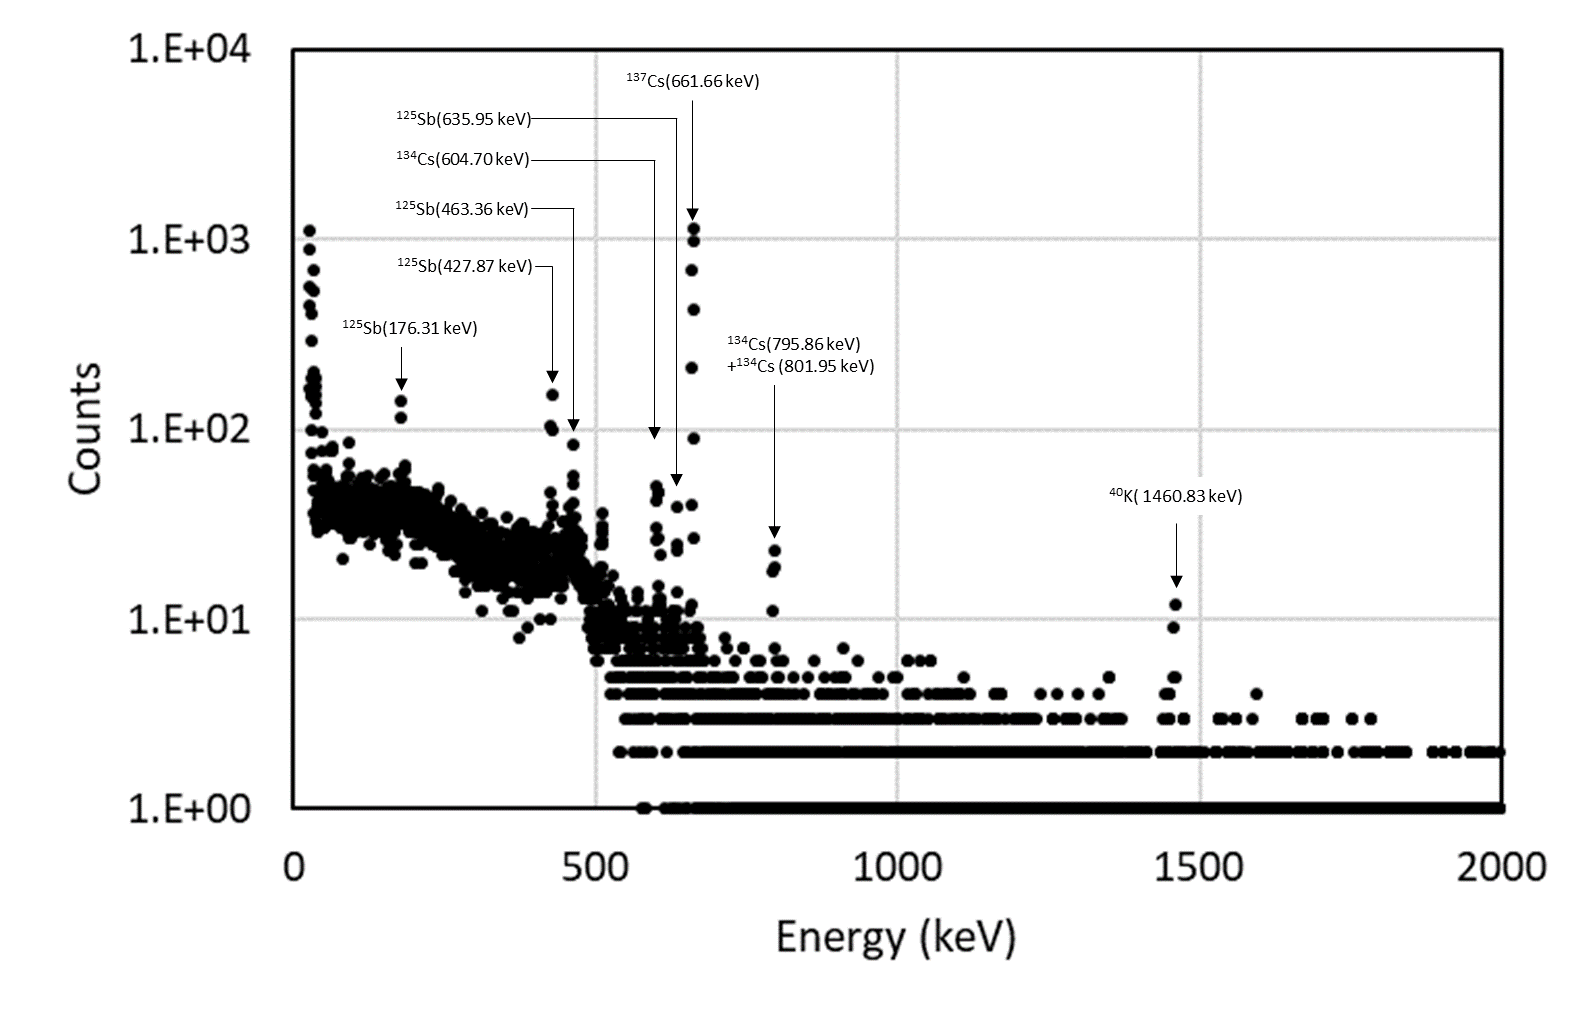 1.E+04
1.E+03
1.E+02
1.E+01
1.E+00
Counts
¹³⁷Cs(661.66 keV)
¹²⁵Sb(635.95 keV)
¹³⁴Cs(604.70 keV)
¹²⁵Sb(463.36 keV)
¹²⁵Sb(427.87 keV)
¹²⁵Sb(176.31 keV)
¹³⁴Cs(795.86 keV)
+¹³⁴Cs (801.95 keV)
⁴⁰K( 1460.83 keV)
0 500 1000 1500 2000
Energy (keV)